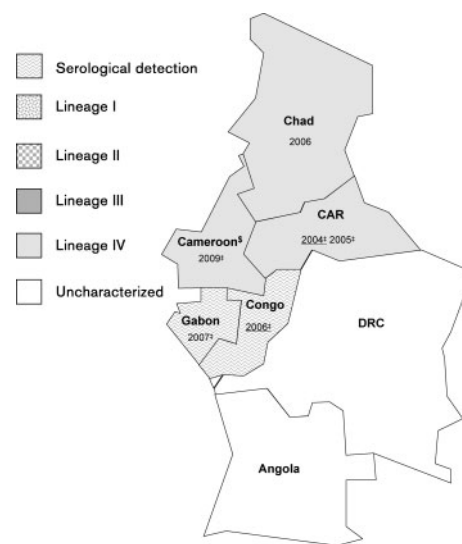 Serological detection
Lineage I
Lineage II
Lineage III
Lineage IV
Uncharacterized
Chad
2006
CAR
2004‡ 2005‡
Cameroon$
2009‡
Congo
2006‡
Gabon
2007‡
DRC
Angola